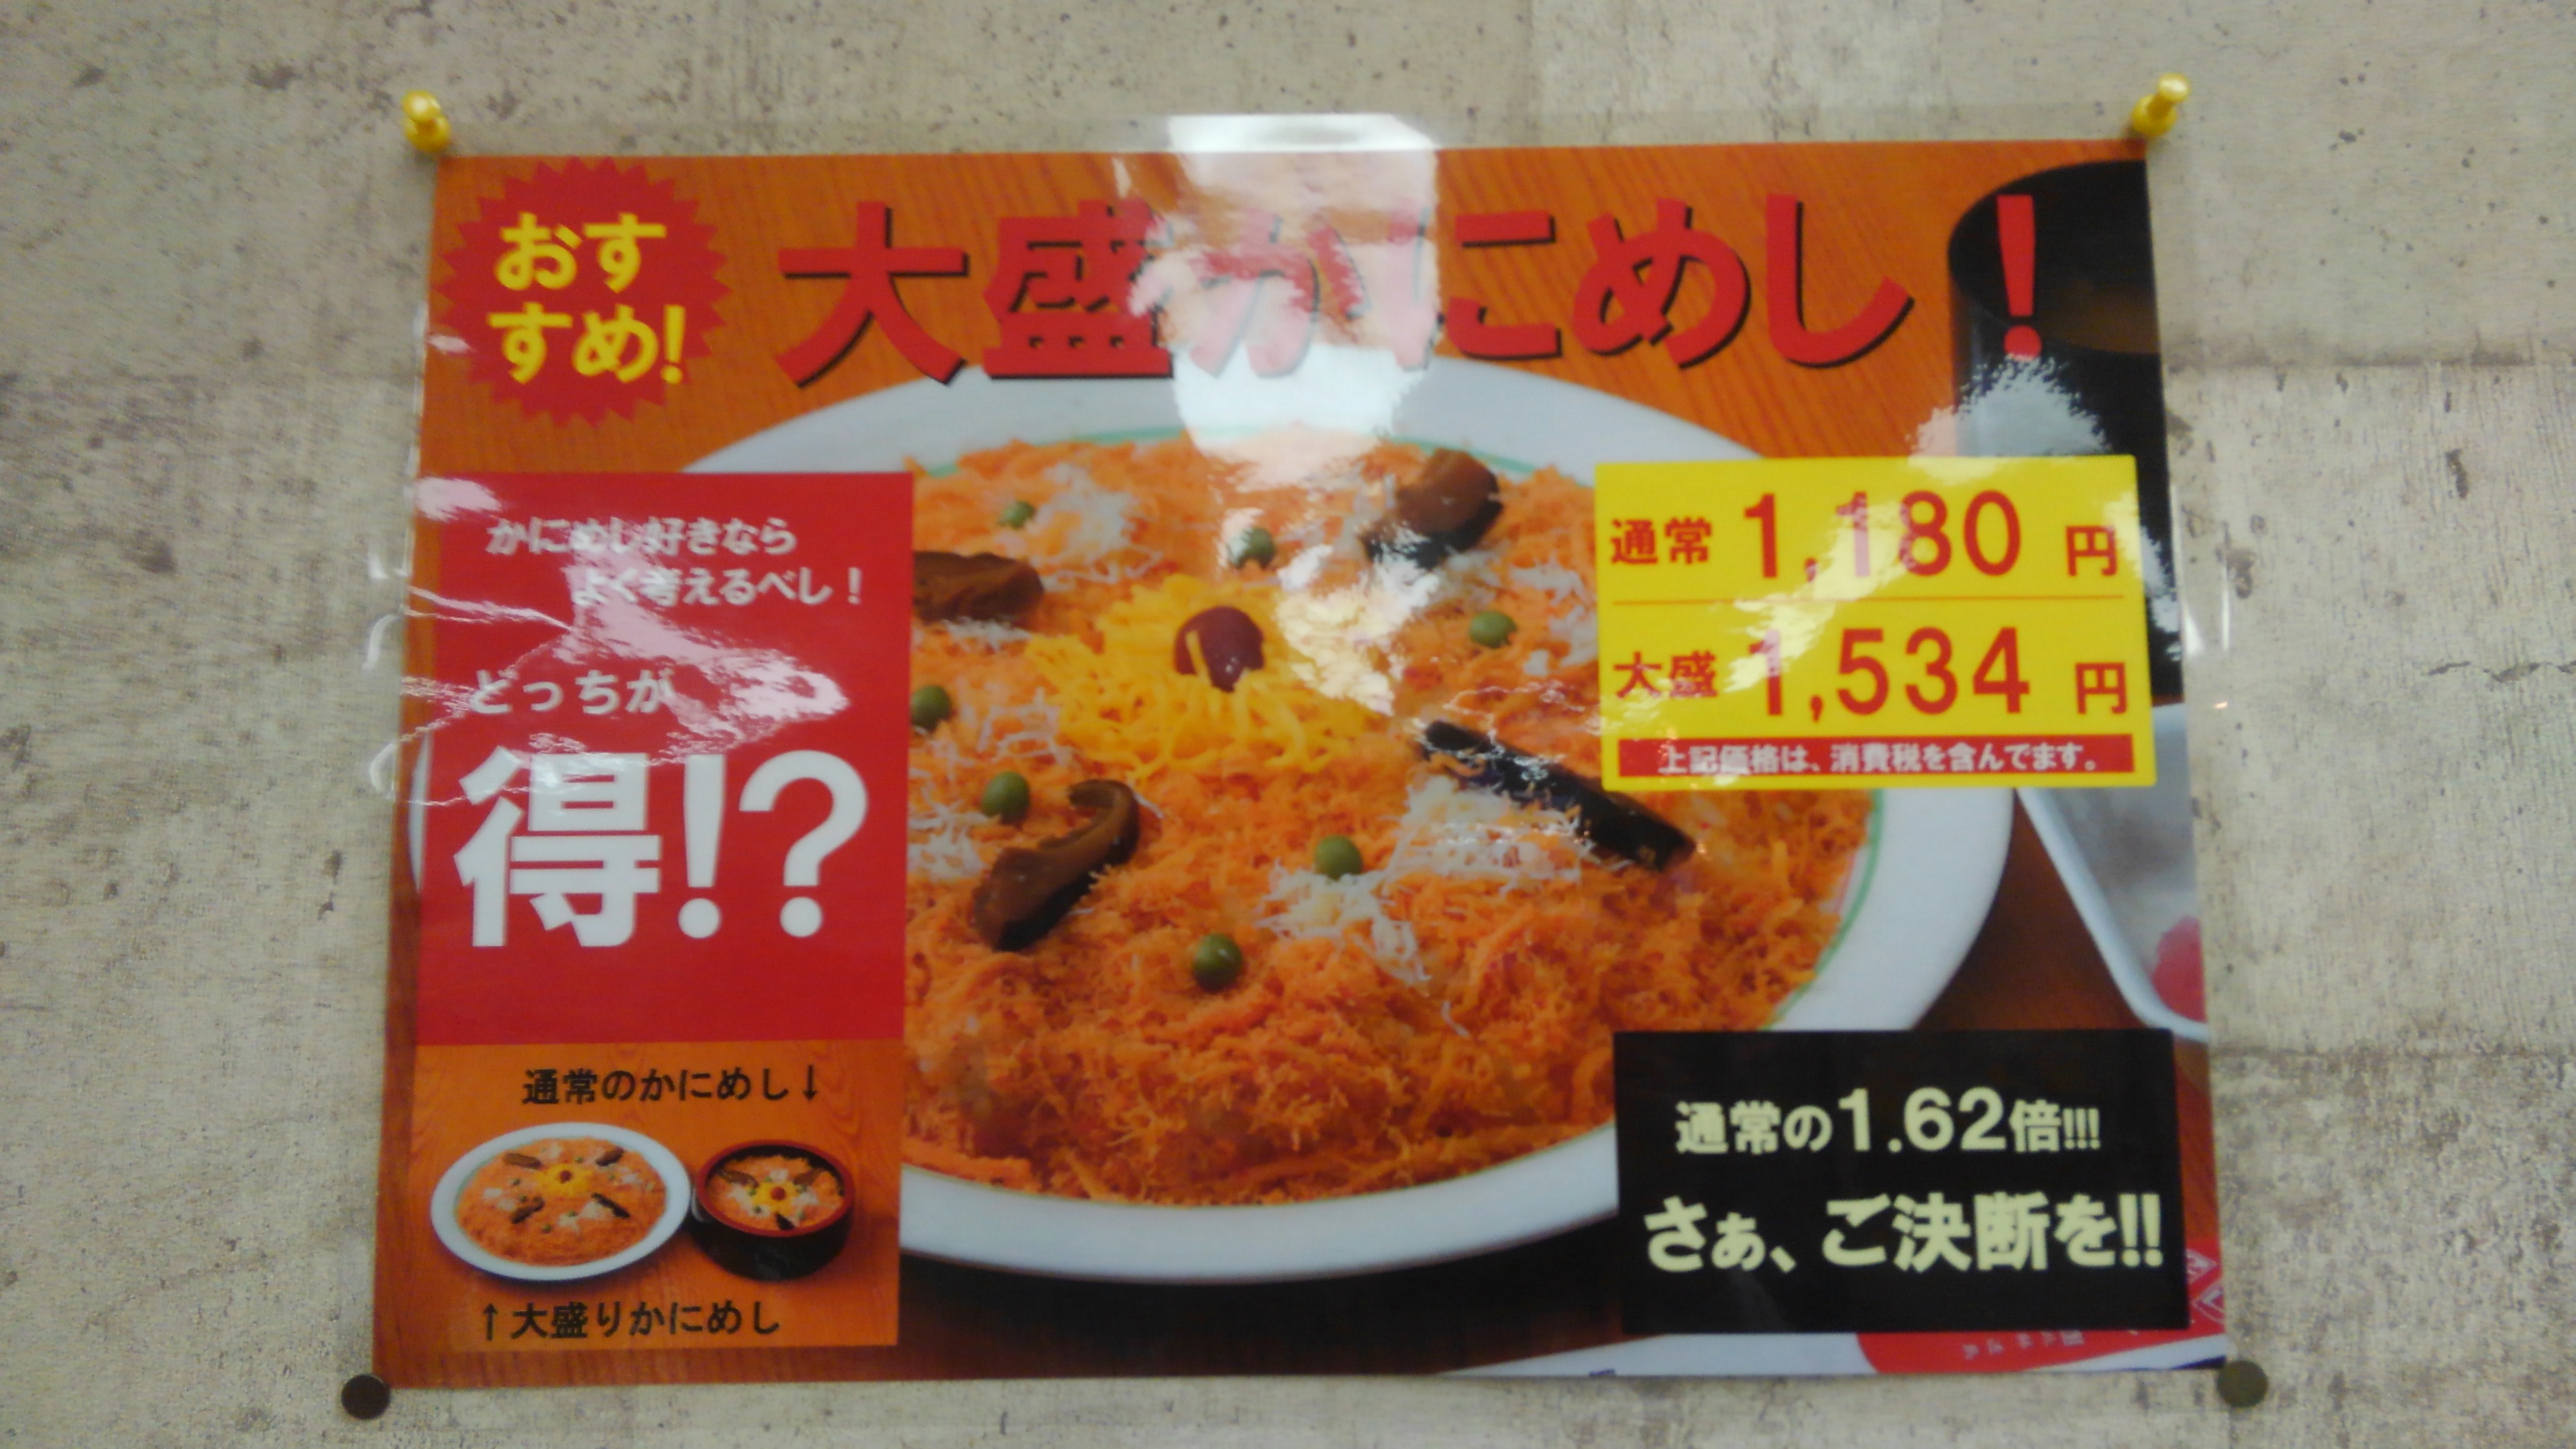 おす
すめ!
大盛かにめし！
かにめし好きなら
よく考えるべし！
どっちが
得!?
通常 1,180 円
大盛 1,534 円
上記価格は、消費税を含んでます。
通常のかにめし↓
↑大盛りかにめし
通常の1.62倍!!!
さぁ、ご決断を!!